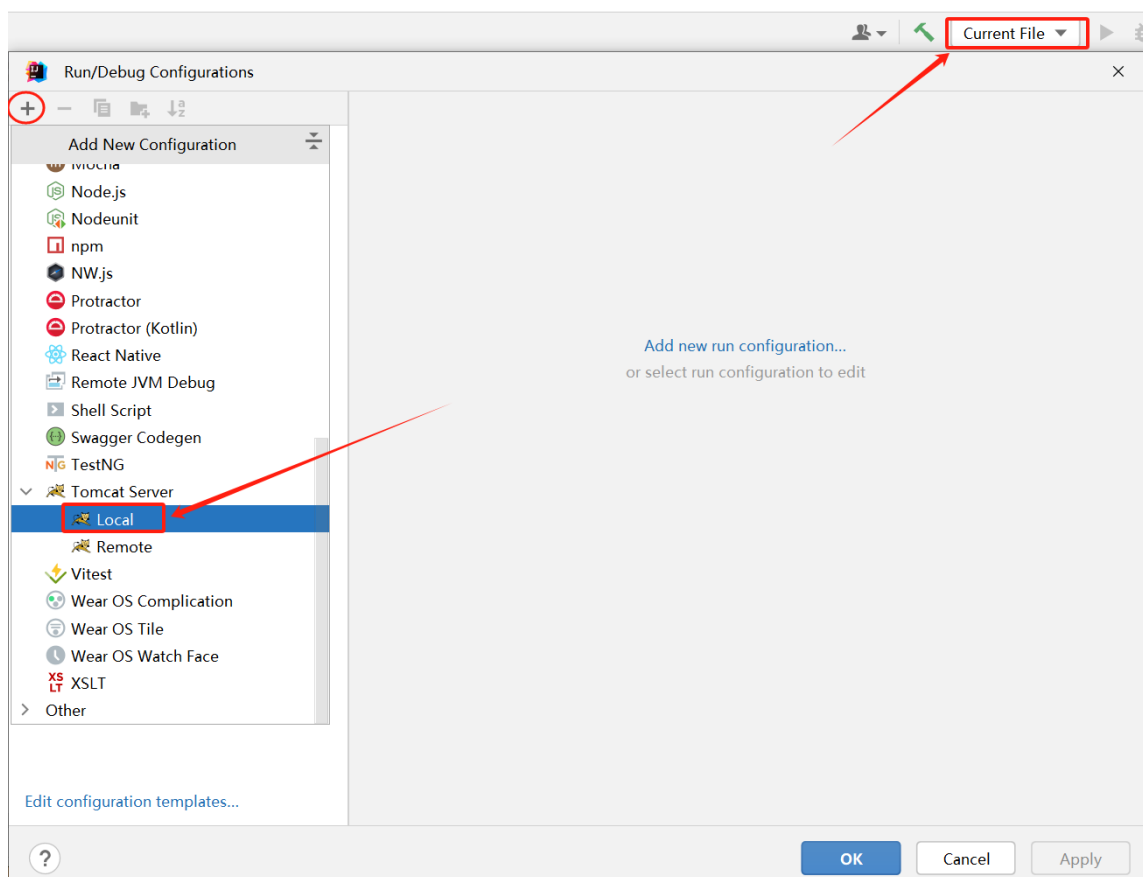 Current File
Run/Debug Configurations
Add New Configuration
Mocha
Node.js
Nodeunit
npm
NW.js
Protractor
Protractor (Kotlin)
React Native
Remote JVM Debug
Shell Script
Swagger Codegen
TestNG
Tomcat Server
Local
Remote
Vitest
Wear OS Complication
Wear OS Tile
Wear OS Watch Face
XSLT
Other
Add new run configuration...
or select run configuration to edit
Edit configuration templates...
?
OK
Cancel
Apply